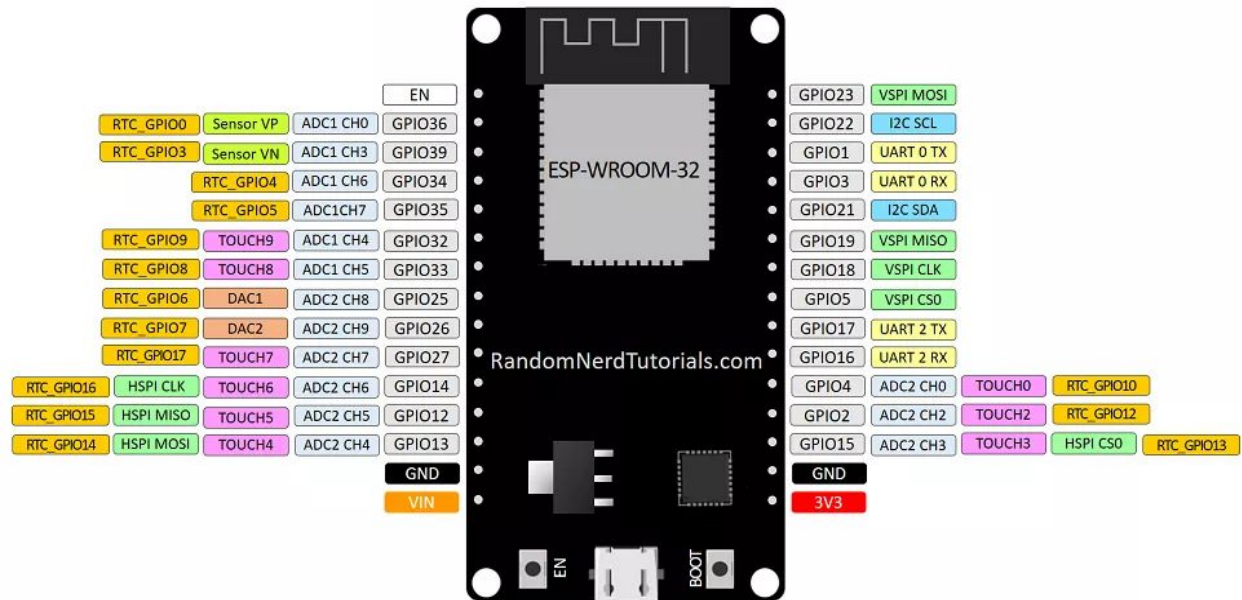 EN GPIO23 VSPI MOSI
RTC_GPIO0 Sensor VP ADC1 CH0 GPIO36 GPIO22 I2C SCL
RTC_GPIO3 Sensor VN ADC1 CH3 GPIO39 GPIO1 UART 0 TX
RTC_GPIO4 ADC1 CH6 GPIO34 ESP-WROOM-32 GPIO3 UART 0 RX
RTC_GPIO5 ADC1CH7 GPIO35 GPIO21 I2C SDA
RTC_GPIO9 TOUCH9 ADC1 CH4 GPIO32 GPIO19 VSPI MISO
RTC_GPIO8 TOUCH8 ADC1 CH5 GPIO33 GPIO18 VSPI CLK
RTC_GPIO6 DAC1 ADC2 CH8 GPIO25 GPIO5 VSPI CS0
RTC_GPIO7 DAC2 ADC2 CH9 GPIO26 GPIO17 UART 2 TX
RTC_GPIO17 TOUCH7 ADC2 CH7 GPIO27 RandomNerdTutorials.com GPIO16 UART 2 RX
RTC_GPIO16 HSPI CLK TOUCH6 ADC2 CH6 GPIO14 GPIO4 ADC2 CH0 TOUCH0 RTC_GPIO10
RTC_GPIO15 HSPI MISO TOUCH5 ADC2 CH5 GPIO12 GPIO2 ADC2 CH2 TOUCH2 RTC_GPIO12
RTC_GPIO14 HSPI MOSI TOUCH4 ADC2 CH4 GPIO13 GPIO15 ADC2 CH3 TOUCH3 HSPI CS0 RTC_GPIO13
GND GND
VIN 3V3
EN BOOT